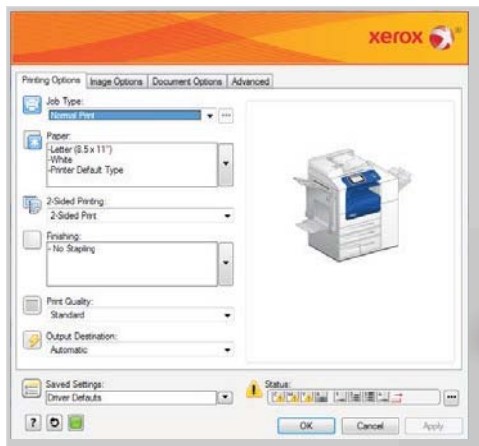 xerox
Printing Options Image Options Document Options Advanced
Job Type:
Normal Print
Paper:
-Letter (8.5 x 11")
-White
-Printer Default Type
2-Sided Printing:
2-Sided Print
Finishing:
- No Stapling
Print Quality:
Standard
Output Destination:
Automatic
Saved Settings:
Driver Defaults
Status:
?
OK Cancel Apply